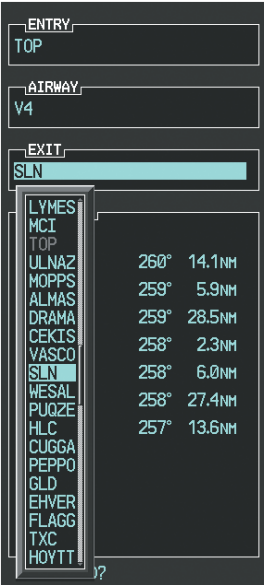 ENTRY
TOP
AIRWAY
V4
EXIT
SLN
LYMES
MCI
TOP
ULNAZ 260° 14.1NM
MOPPS 259° 5.9NM
ALMAS
DRAMA 259° 28.5NM
CEKIS
VASCO 258° 2.3NM
SLN 258° 6.0NM
WESAL 258° 27.4NM
PUQZE
HLC 257° 13.6NM
CUGGA
PEPPO
GLD
EHVER
FLAGG
TXC
HOYTT
?